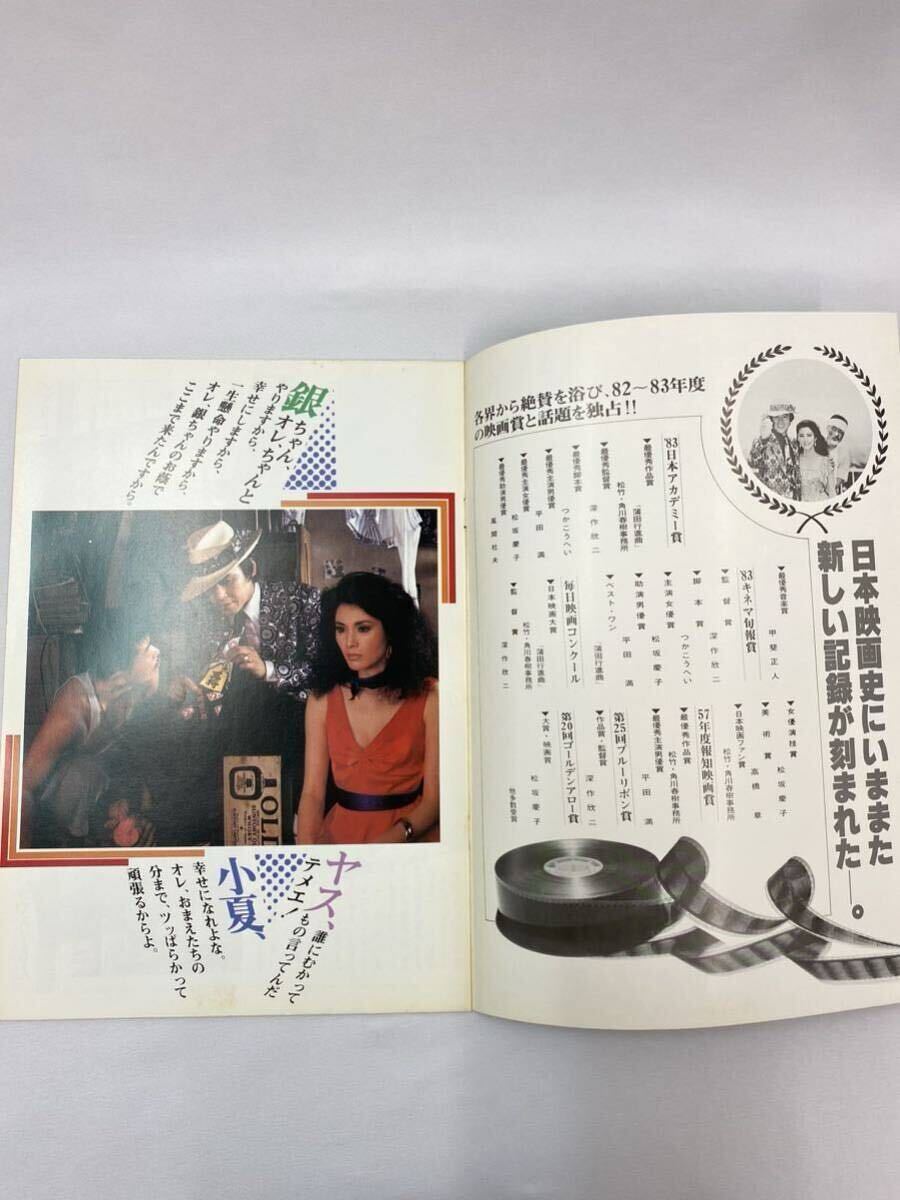 日本映画史にいままた
新しい記録が刻まれた—。
各界から絶賛を浴び、82〜83年度
の映画賞と話題を独占!!
'83日本アカデミー賞
▼最優秀作品賞
「蒲田行進曲」
松竹・角川春樹事務所
▼最優秀監督賞
深作欣二
▼最優秀脚本賞
つかこうへい
▼最優秀主演男優賞
平田満
▼最優秀主演女優賞
松坂慶子
▼最優秀助演男優賞
風間杜夫
▼最優秀音楽賞
甲斐正人
'83キネマ旬報賞
▼監督賞
深作欣二
▼脚本賞
つかこうへい
▼主演女優賞
松坂慶子
▼助演男優賞
平田満
▼ベスト・ワン
「蒲田行進曲」
毎日映画コンクール
▼日本映画大賞
「蒲田行進曲」
松竹・角川春樹事務所
▼監督賞
深作欣二
▼女優演技賞
松坂慶子
▼美術賞
高橋章
▼日本映画ファン賞
松竹・角川春樹事務所
57年度報知映画賞
▼最優秀作品賞
松竹・角川春樹事務所
▼最優秀主演男優賞
平田満
第25回ブルーリボン賞
▼作品賞・監督賞
深作欣二
第20回ゴールデンアロー賞
▼大賞・映画賞
松坂慶子
他多数受賞
銀ちゃん、
オレ、ちゃんと
やりますから、
幸せにしますから、
一生懸命やりますから、
オレ、銀ちゃんのお蔭で
ここまで来たんですから。
寿
OLD
ヤス、誰にむかって
もの言ってんだ
テメエ!
小夏、
幸せになれよな。
オレ、おまえたちの
分まで、ツッぱらかって
頑張るからよ。